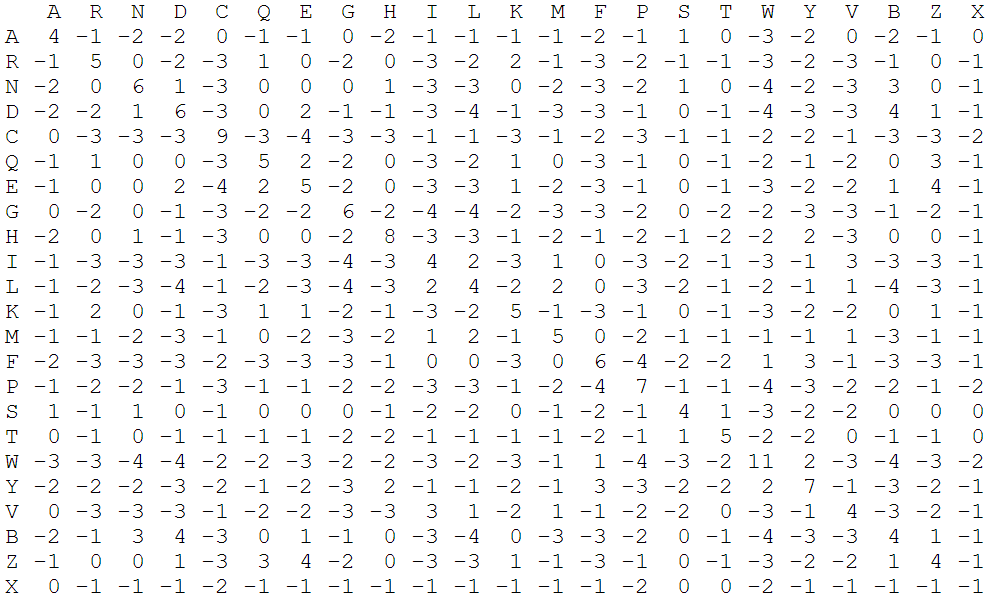 A R N D C Q E G H I L K M F P S T W Y V B Z X
A 4 -1 -2 -2 0 -1 -1 0 -2 -1 -1 -1 -1 -2 -1 1 0 -3 -2 0 -2 -1 0
R -1 5 0 -2 -3 1 0 -2 0 -3 -2 2 -1 -3 -2 -1 -1 -3 -2 -3 -1 0 -1
N -2 0 6 1 -3 0 0 0 1 -3 -3 0 -2 -3 -2 1 0 -4 -2 -3 3 0 -1
D -2 -2 1 6 -3 0 2 -1 -1 -3 -4 -1 -3 -3 -1 0 -1 -4 -3 -3 4 1 -1
C 0 -3 -3 -3 9 -3 -4 -3 -3 -1 -1 -3 -1 -2 -3 -1 -1 -2 -2 -1 -3 -3 -2
Q -1 1 0 0 -3 5 2 -2 0 -3 -2 1 0 -3 -1 0 -1 -2 -1 -2 0 3 -1
E -1 0 0 2 -4 2 5 -2 0 -3 -3 1 -2 -3 -1 0 -1 -3 -2 -2 1 4 -1
G 0 -2 0 -1 -3 -2 -2 6 -2 -4 -4 -2 -3 -3 -2 0 -2 -2 -3 -3 -1 -2 -1
H -2 0 1 -1 -3 0 0 -2 8 -3 -3 -1 -2 -1 -2 -1 -2 -2 2 -3 0 0 -1
I -1 -3 -3 -3 -1 -3 -3 -4 -3 4 2 -3 1 0 -3 -2 -1 -3 -1 3 -3 -3 -1
L -1 -2 -3 -4 -1 -2 -3 -4 -3 2 4 -2 2 0 -3 -2 -1 -2 -1 1 -4 -3 -1
K -1 2 0 -1 -3 1 1 -2 -1 -3 -2 5 -1 -3 -1 0 -1 -3 -2 -2 0 1 -1
M -1 -1 -2 -3 -1 0 -2 -3 -2 1 2 -1 5 0 -2 -1 -1 -1 -1 1 -3 -1 -1
F -2 -3 -3 -3 -2 -3 -3 -3 -1 0 0 -3 0 6 -4 -2 -2 1 3 -1 -3 -3 -1
P -1 -2 -2 -1 -3 -1 -1 -2 -2 -3 -3 -1 -2 -4 7 -1 -1 -4 -3 -2 -2 -1 -2
S 1 -1 1 0 -1 0 0 0 -1 -2 -2 0 -1 -2 -1 4 1 -3 -2 -2 0 0 0
T 0 -1 0 -1 -1 -1 -1 -2 -2 -1 -1 -1 -1 -2 -1 1 5 -2 -2 0 -1 -1 0
W -3 -3 -4 -4 -2 -2 -3 -2 -2 -3 -2 -3 -1 1 -4 -3 -2 11 2 -3 -4 -3 -2
Y -2 -2 -2 -3 -2 -1 -2 -3 2 -1 -1 -2 -1 3 -3 -2 -2 2 7 -1 -3 -2 -1
V 0 -3 -3 -3 -1 -2 -2 -3 -3 3 1 -2 1 -1 -2 -2 0 -3 -1 4 -3 -2 -1
B -2 -1 3 4 -3 0 1 -1 0 -3 -4 0 -3 -3 -2 0 -1 -4 -3 -3 4 1 -1
Z -1 0 0 1 -3 3 4 -2 0 -3 -3 1 -1 -3 -1 0 -1 -3 -2 -2 1 4 -1
X 0 -1 -1 -1 -2 -1 -1 -1 -1 -1 -1 -1 -1 -1 -2 0 0 -2 -1 -1 -1 -1 -1